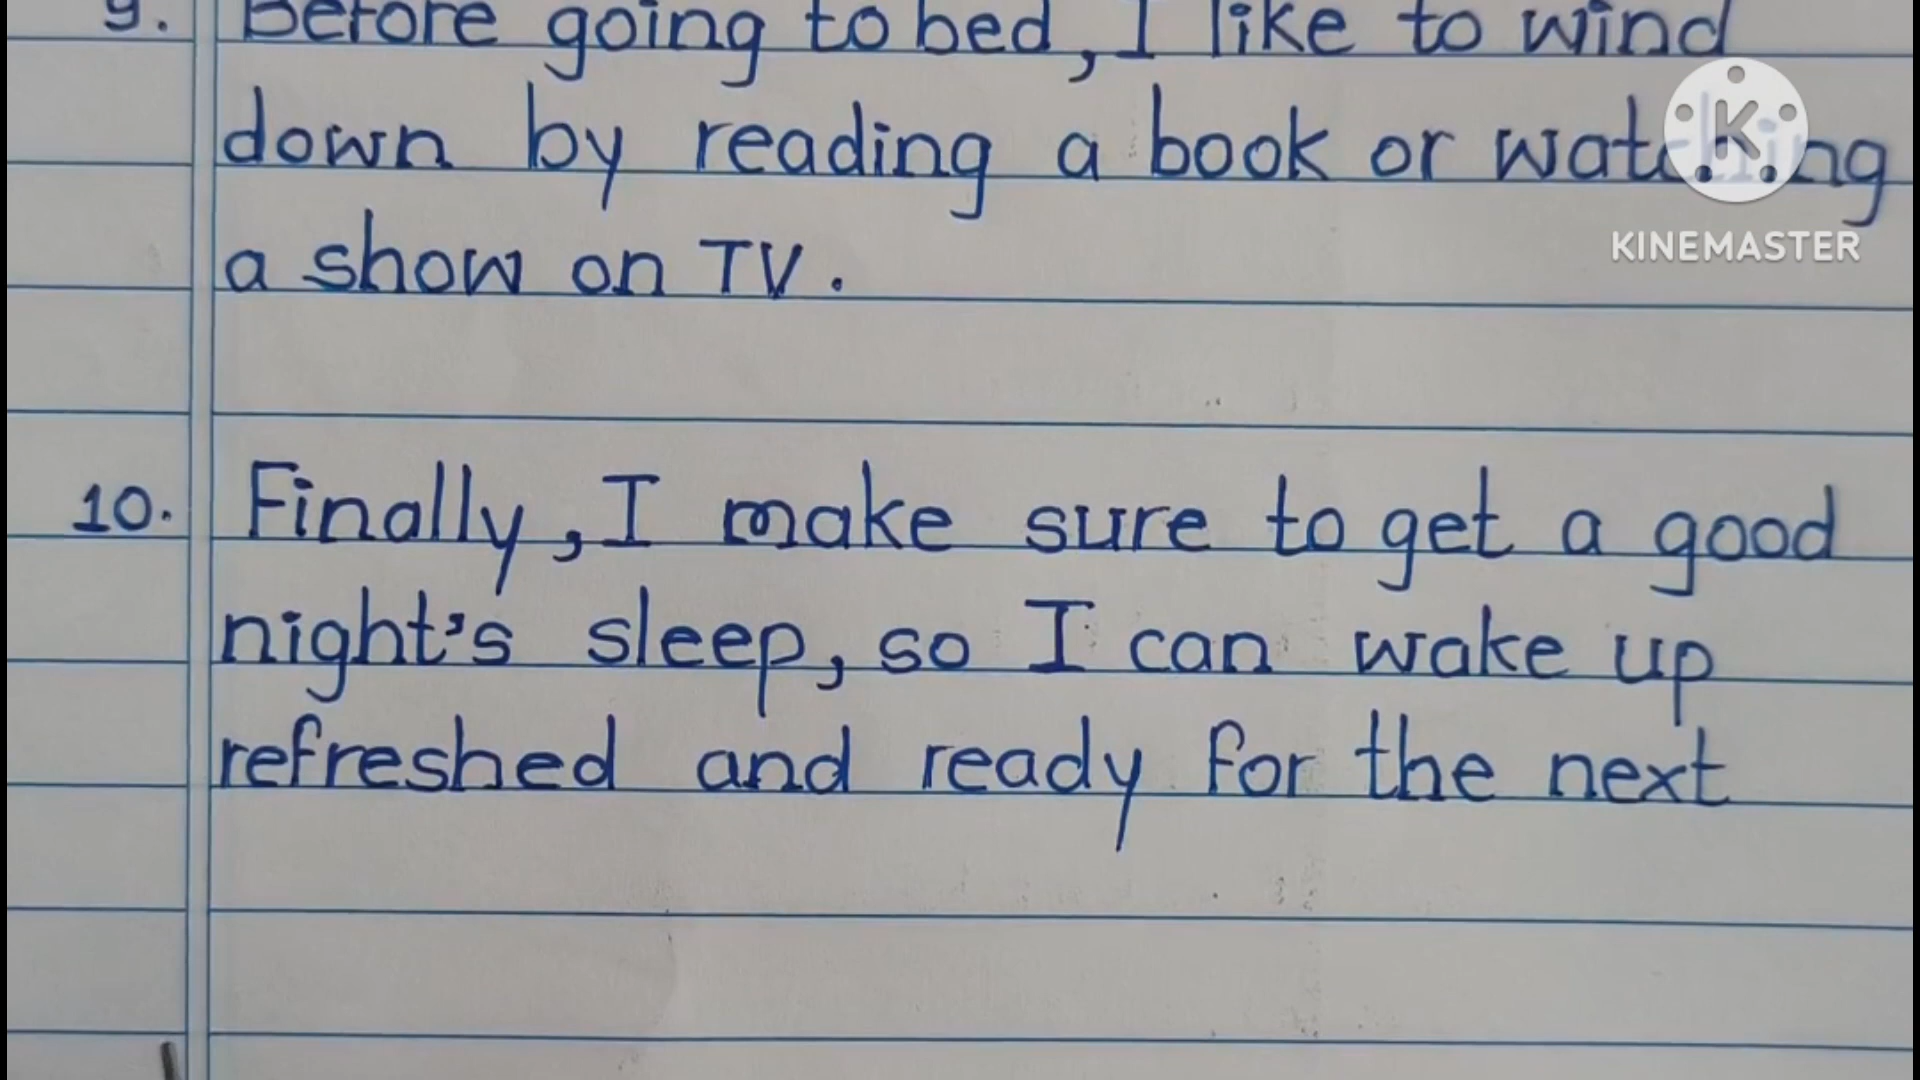 9. Before going to bed, I like to wind
down by reading a book or watching
a show on TV.
KINEMASTER
10. Finally, I make sure to get a good
night's sleep, so I can wake up
refreshed and ready for the next